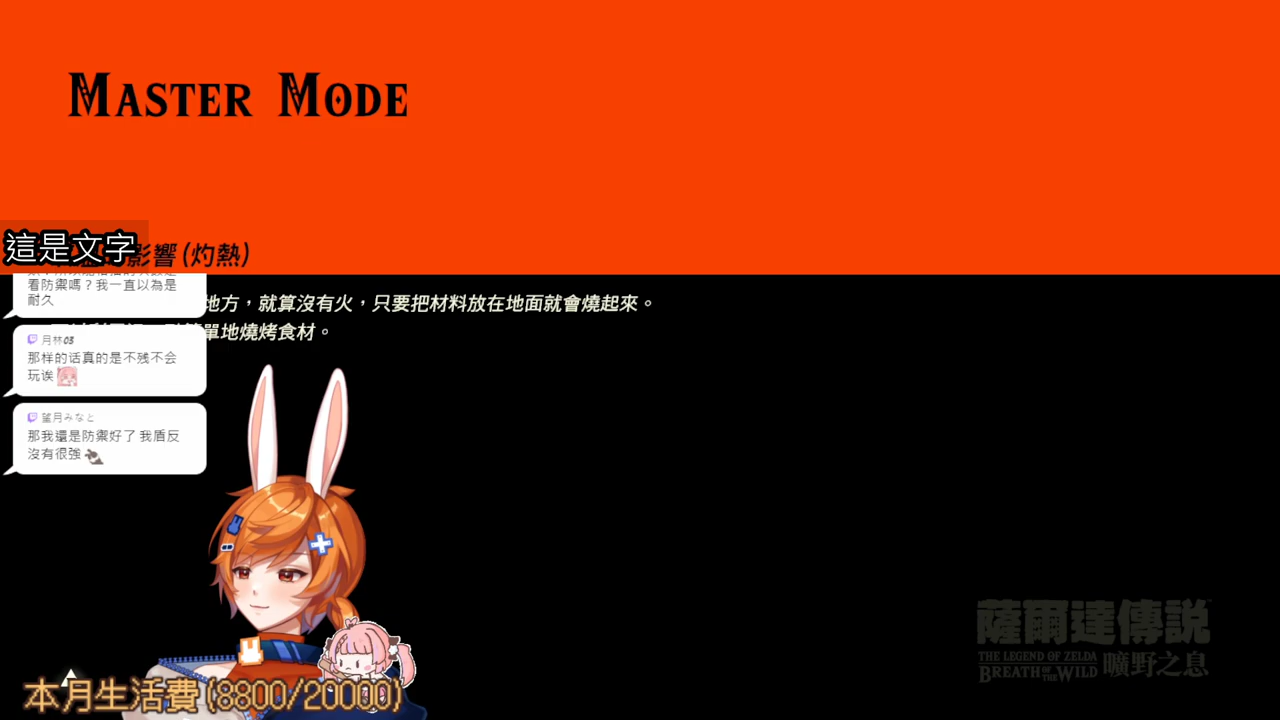 Master Mode
這是文字
影響(灼熱)
看防禦嗎？我一直以為是
耐久
地方，就算沒有火，只要把材料放在地面就會燒起來。
單地燒烤食材。
月林03
那样的话真的是不残不会
玩诶
望月みなと
那我還是防禦好了 我盾反
沒有很強
薩爾達傳說
THE LEGEND OF ZELDA
BREATH OF THE WILD 曠野之息
本月生活費(8800/20000)